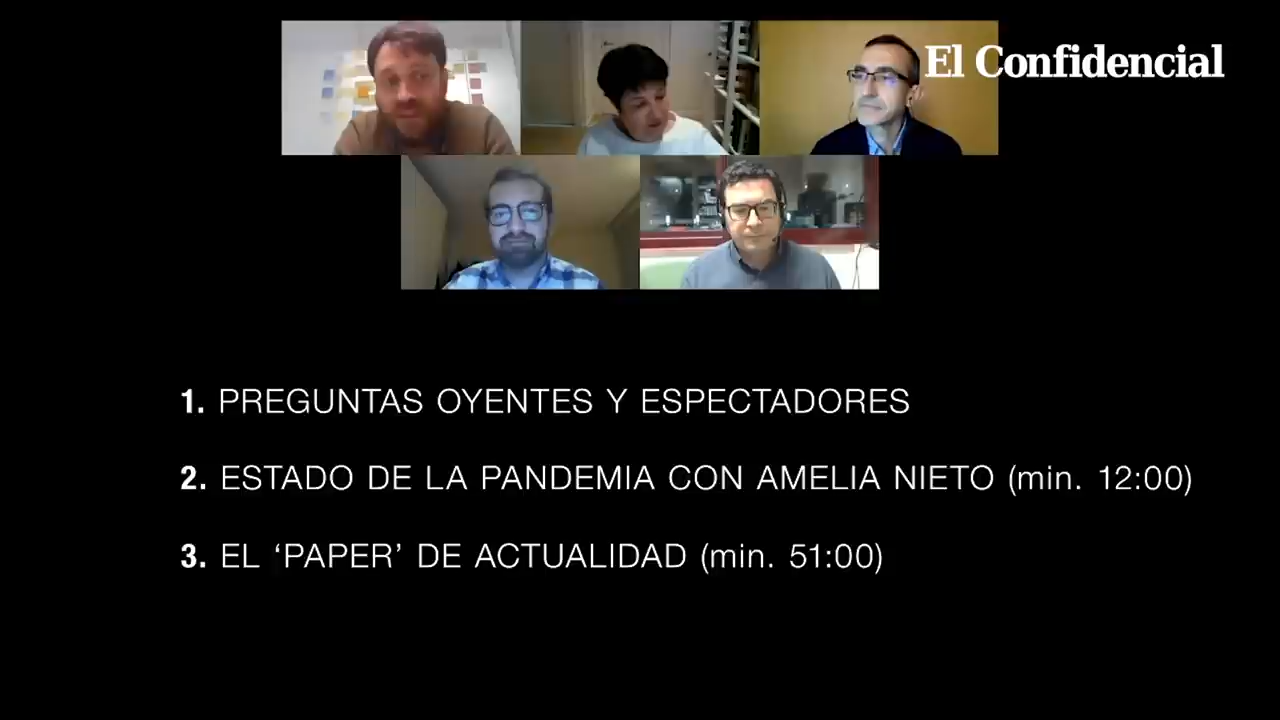 El Confidencial
1. PREGUNTAS OYENTES Y ESPECTADORES
2. ESTADO DE LA PANDEMIA CON AMELIA NIETO (min. 12:00)
3. EL ‘PAPER’ DE ACTUALIDAD (min. 51:00)